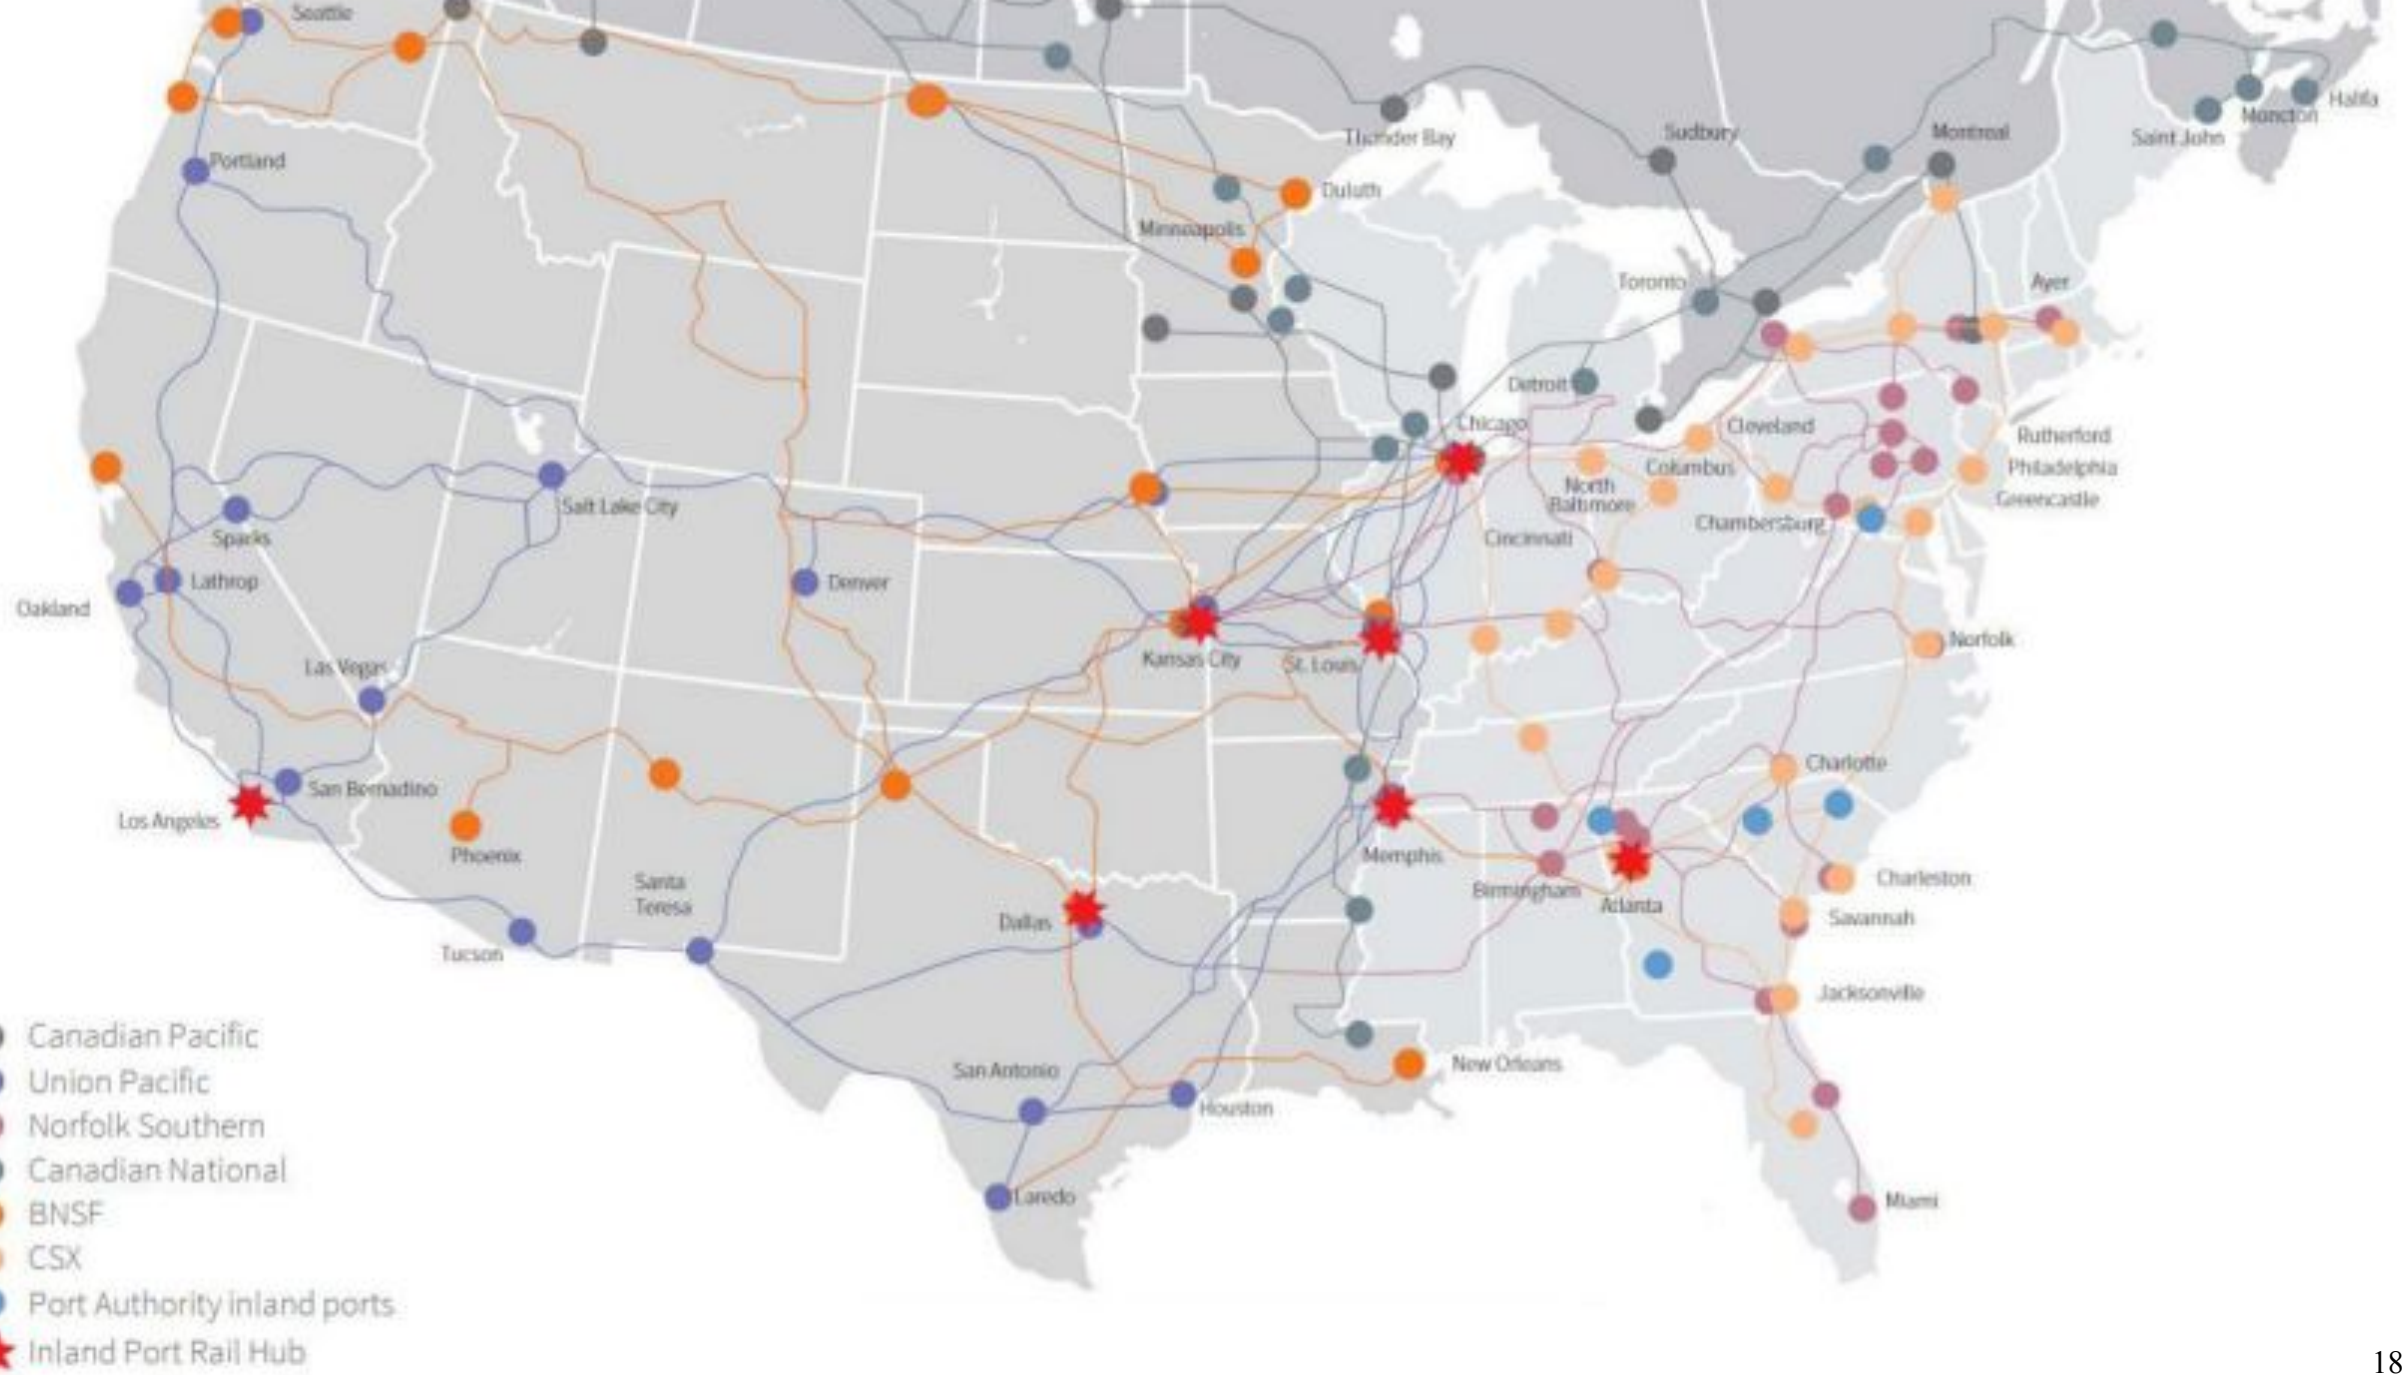 Seattle
Halifa
Moncton
Saint John
Montreal
Sudbury
Thunder Bay
Portland
Duluth
Minneapolis
Toronto
Ayer
Detroit
Chicago
Cleveland
Rutherford
Columbus
Philadelphia
North
Baltimore
Greencastle
Salt Lake City
Chambersburg
Sparks
Cincinnati
Lathrop
Denver
Oakland
Norfolk
Kansas City
St. Louis
Las Vegas
Charlotte
San Bernadino
Los Angeles
Phoenix
Memphis
Santa
Teresa
Birmingham
Atlanta
Charleston
Dallas
Savannah
Tucson
Jacksonville
New Orleans
San Antonio
Houston
Laredo
Miami
Canadian Pacific
Union Pacific
Norfolk Southern
Canadian National
BNSF
CSX
Port Authority inland ports
Inland Port Rail Hub
18